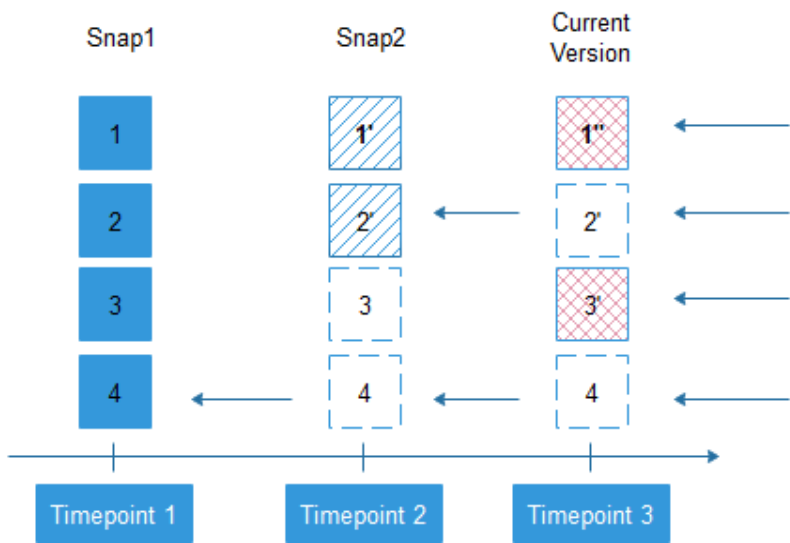 Snap1
Snap2
Current
Version
1
1'
1"
2
2'
2'
3
3
3'
4
4
4
Timepoint 1
Timepoint 2
Timepoint 3